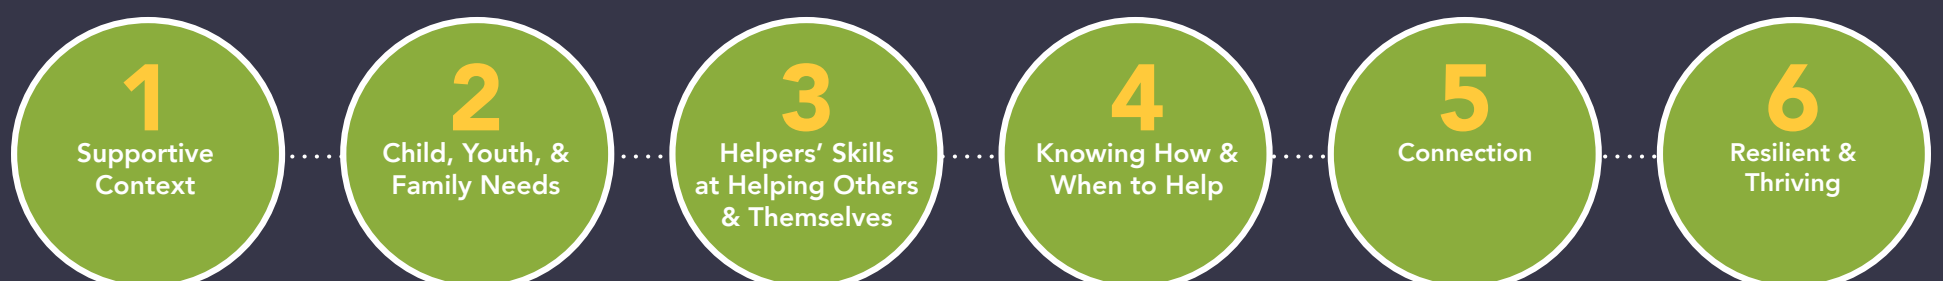 1
Supportive
Context
2
Child, Youth, &
Family Needs
3
Helpers’ Skills
at Helping Others
& Themselves
4
Knowing How &
When to Help
5
Connection
6
Resilient &
Thriving